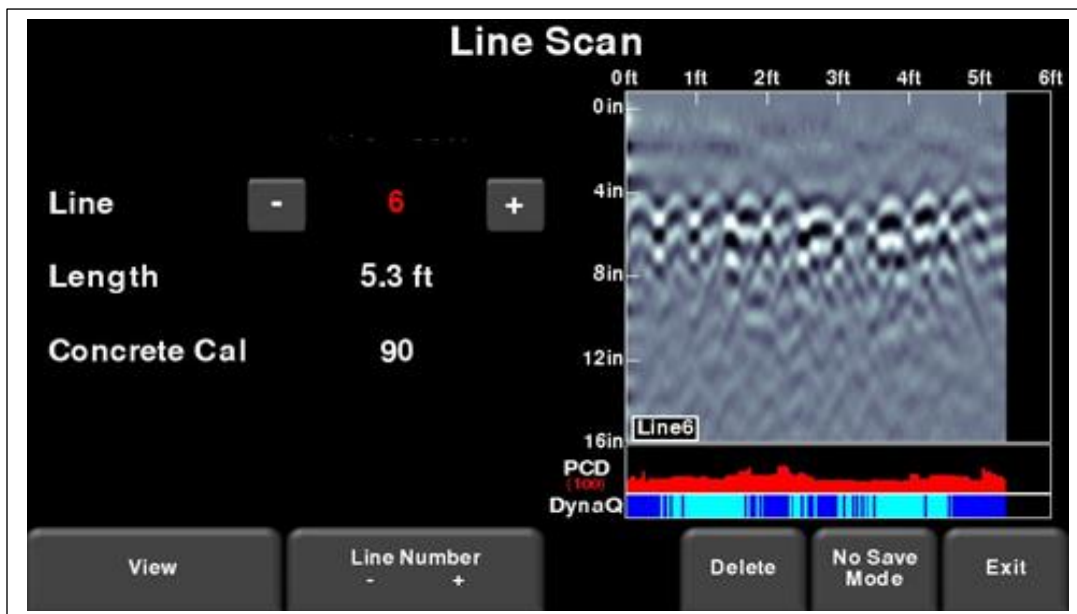 Line Scan
0ft 1ft 2ft 3ft 4ft 5ft 6ft
0in
Line - 6 +
4in
Length 5.3 ft
8in
Concrete Cal 90
12in
Line6
16in
PCD
(100)
DynaQ
View
Line Number
- +
Delete
No Save
Mode
Exit